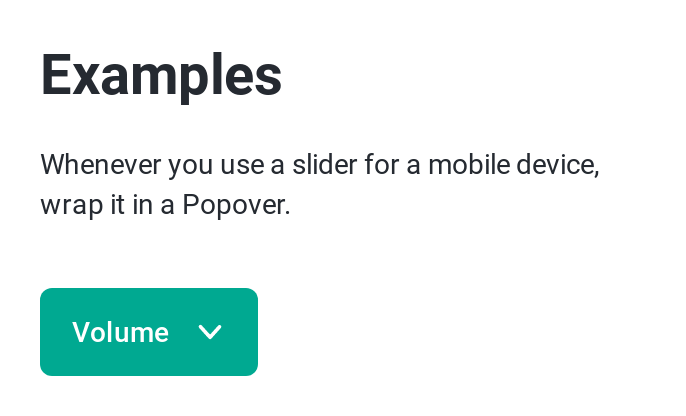 Examples
Whenever you use a slider for a mobile device,
wrap it in a Popover.
Volume